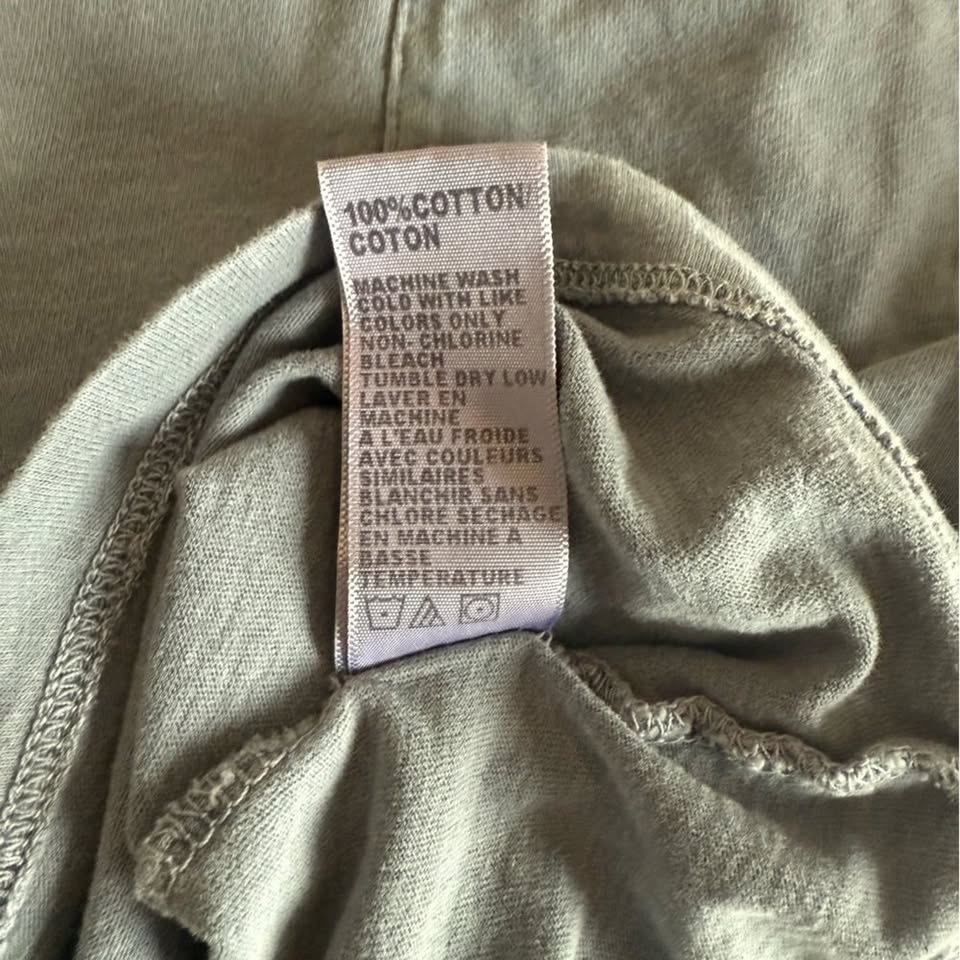 100%COTTON/
COTON
MACHINE WASH
COLD WITH LIKE
COLORS ONLY
NON- CHLORINE
BLEACH
TUMBLE DRY LOW
LAVER EN
MACHINE
A L'EAU FROIDE
AVEC COULEURS
SIMILAIRES
BLANCHIR SANS
CHLORE SECHAGE
EN MACHINE A
BASSE
TEMPERATURE